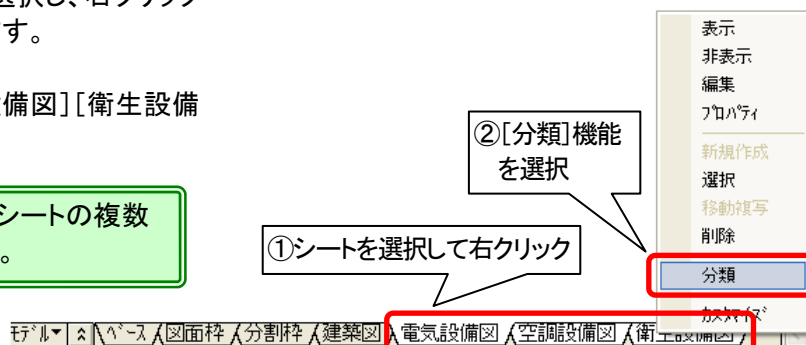 選択し、右クリック
す。
備図][衛生設備
シートの複数
。
①シートを選択して右クリック
②[分類]機能
を選択
表示
非表示
編集
ﾌﾟﾛﾊﾟﾃｨ
新規作成
選択
移動複写
削除
分類
ｶｽﾀﾏｲｽﾞ
ﾓﾃﾞﾙ ﾍﾞｰｽ 図面枠 分割枠 建築図 電気設備図 空調設備図 衛生設備図